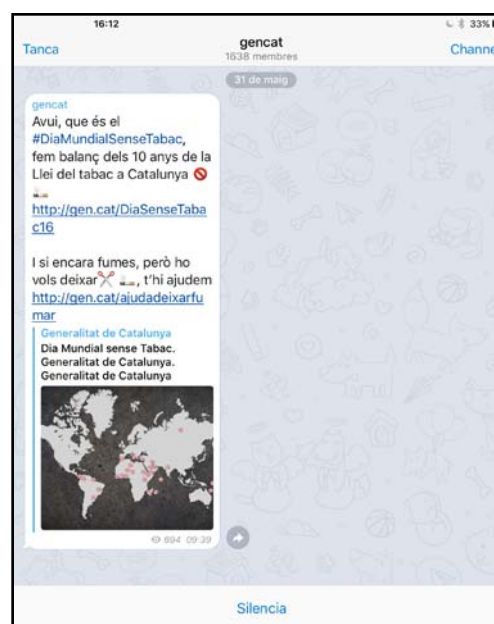 16:12
33%
Tanca
gencat
1638 membres
Channe
31 de maig
gencat
Avui, que és el
#DiaMundialSenseTabac,
fem balanç dels 10 anys de la
Llei del tabac a Catalunya 🚫
🚬
http://gen.cat/DiaSenseTaba
c16
I si encara fumes, però ho
vols deixar✂️ 🚬, t'hi ajudem
http://gen.cat/ajudadeixarfu
mar
Generalitat de Catalunya
Dia Mundial sense Tabac.
Generalitat de Catalunya.
Generalitat de Catalunya
694 09:39
Silencia